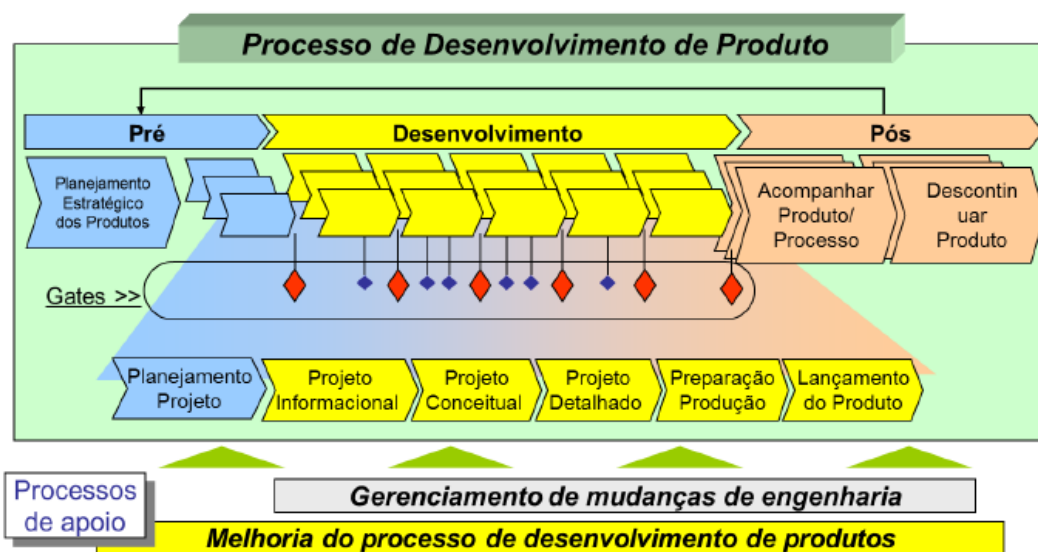 Processo de Desenvolvimento de Produto
Pré
Desenvolvimento
Pós
Planejamento
Estratégico
dos Produtos
Acompanhar
Produto/
Processo
Descontin
uar
Produto
Gates >>
Planejamento
Projeto
Projeto
Informacional
Projeto
Conceitual
Projeto
Detalhado
Preparação
Produção
Lançamento
do Produto
Processos
de apoio
Gerenciamento de mudanças de engenharia
Melhoria do processo de desenvolvimento de produtos